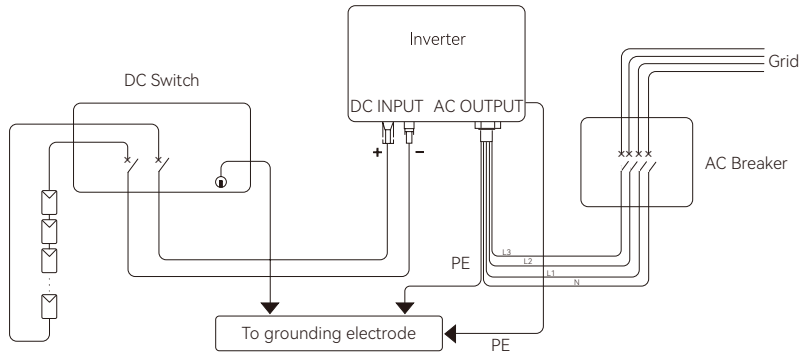 Inverter
Grid
DC Switch
DC INPUT AC OUTPUT
+ −
AC Breaker
L3
PE
L2
L1
N
To grounding electrode
PE